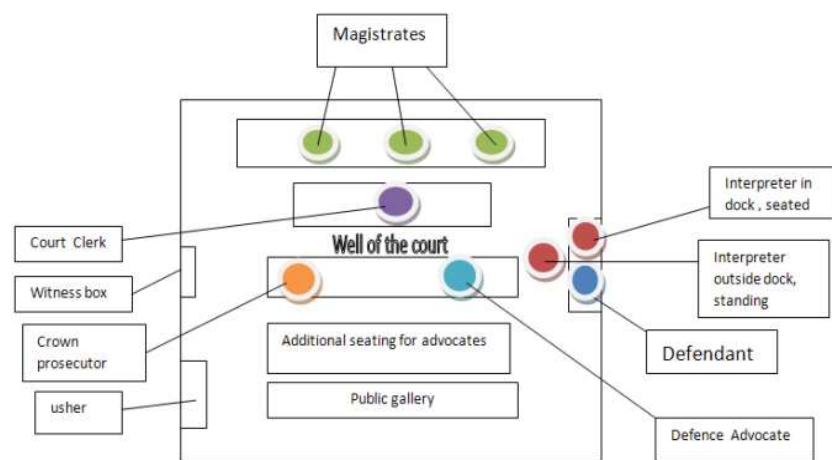 Magistrates
Interpreter in
dock , seated
Court Clerk
Well of the court
Interpreter
outside dock,
standing
Witness box
Crown
prosecutor
Additional seating for advocates
Defendant
usher
Public gallery
Defence Advocate